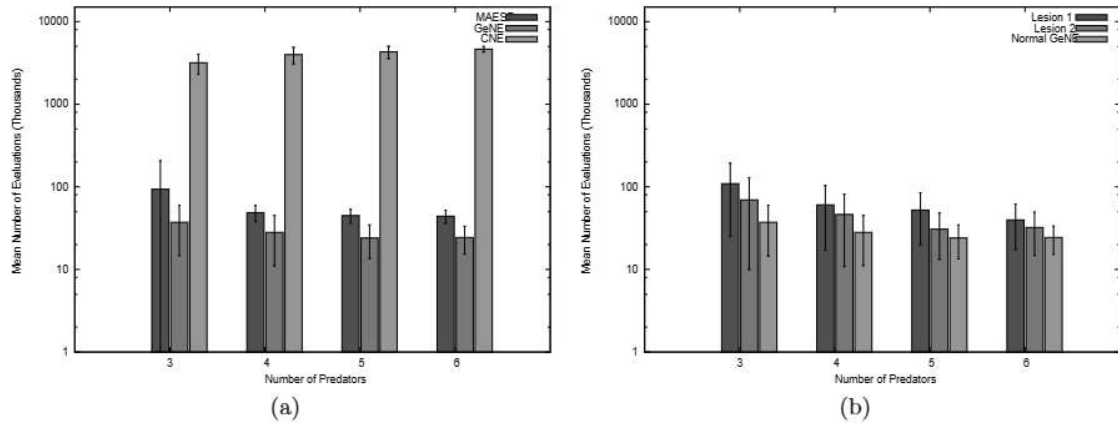 Mean Number of Evaluations (Thousands)
10000
1000
100
10
1
MAESP
GeNE
CNE
3 4 5 6
Number of Predators
(a)
Mean Number of Evaluations (Thousands)
10000
1000
100
10
1
Lesion 1
Lesion 2
Normal GeNE
3 4 5 6
Number of Predators
(b)